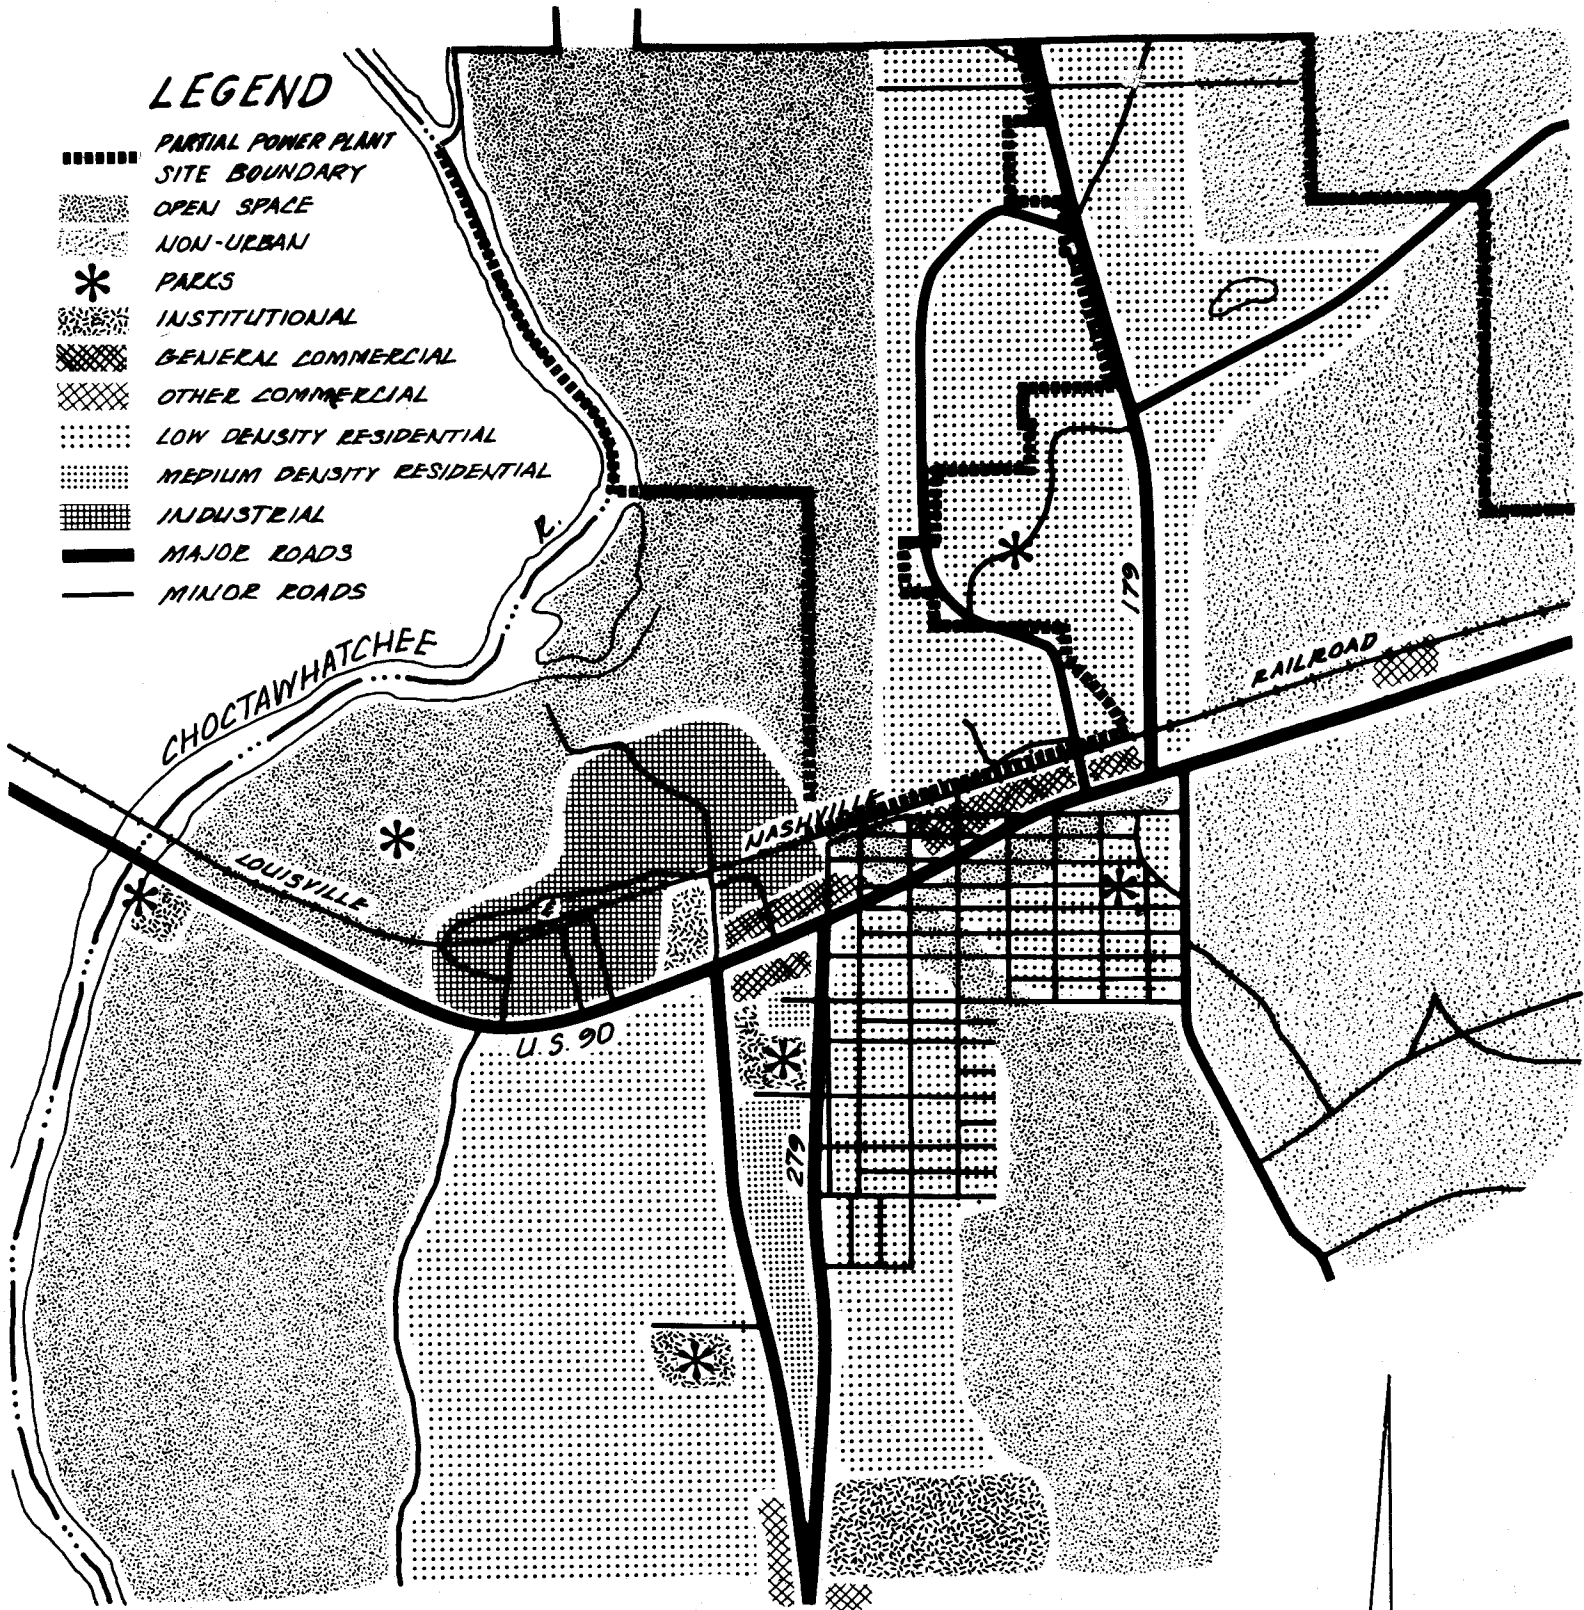 LEGEND
PARTIAL POWER PLANT
SITE BOUNDARY
OPEN SPACE
NON-URBAN
PARKS
INSTITUTIONAL
GENERAL COMMERCIAL
OTHER COMMERCIAL
LOW DENSITY RESIDENTIAL
MEDIUM DENSITY RESIDENTIAL
INDUSTRIAL
MAJOR ROADS
MINOR ROADS
CHOCTAWHATCHEE R.
179
RAILROAD
NASHVILLE
LOUISVILLE
&
U.S. 90
279